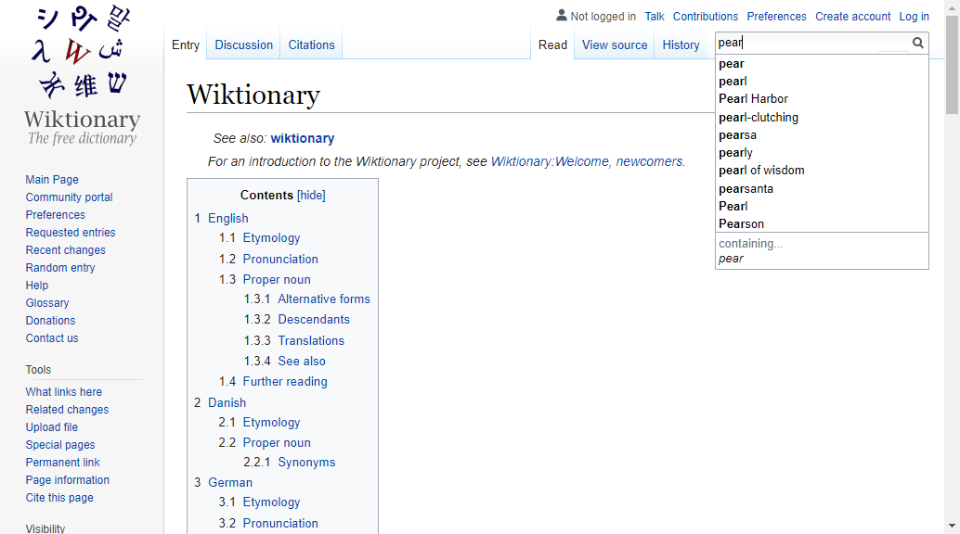 Not logged in Talk Contributions Preferences Create account Log in
Entry Discussion Citations Read View source History pear
Wiktionary
The free dictionary
Main Page
Community portal
Preferences
Requested entries
Recent changes
Random entry
Help
Glossary
Donations
Contact us
Tools
What links here
Related changes
Upload file
Special pages
Permanent link
Page information
Cite this page
Visibility
Wiktionary
See also: wiktionary
For an introduction to the Wiktionary project, see Wiktionary:Welcome, newcomers.
Contents [hide]
1 English
1.1 Etymology
1.2 Pronunciation
1.3 Proper noun
1.3.1 Alternative forms
1.3.2 Descendants
1.3.3 Translations
1.3.4 See also
1.4 Further reading
2 Danish
2.1 Etymology
2.2 Proper noun
2.2.1 Synonyms
3 German
3.1 Etymology
3.2 Pronunciation
pear
pearl
Pearl Harbor
pearl-clutching
pearsa
pearly
pearl of wisdom
pearsanta
Pearl
Pearson
containing...
pear